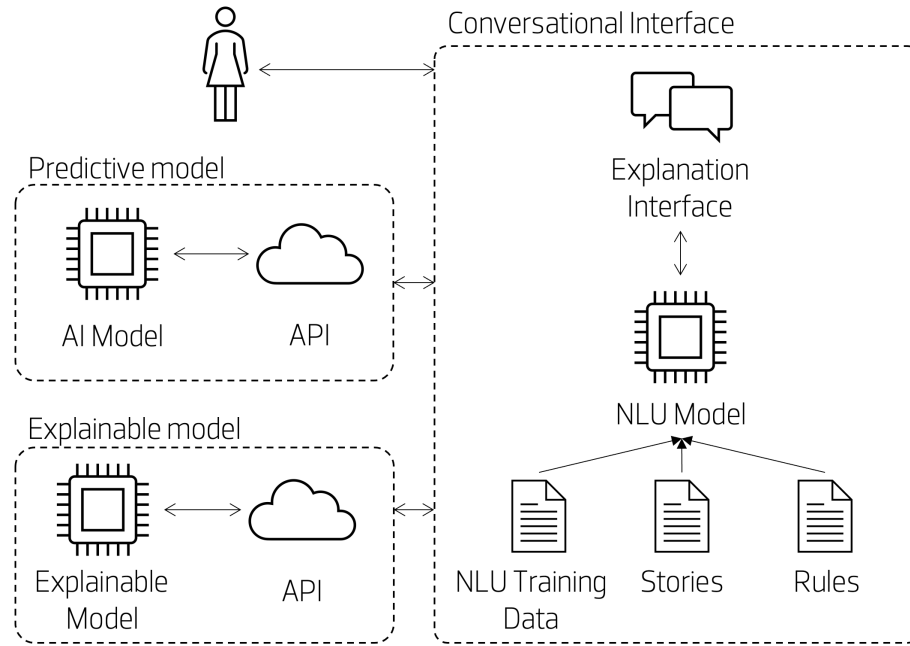 Conversational Interface
Explanation
Interface
Predictive model
AI Model
API
NLU Model
Explainable model
Explainable
Model
API
NLU Training
Data
Stories
Rules